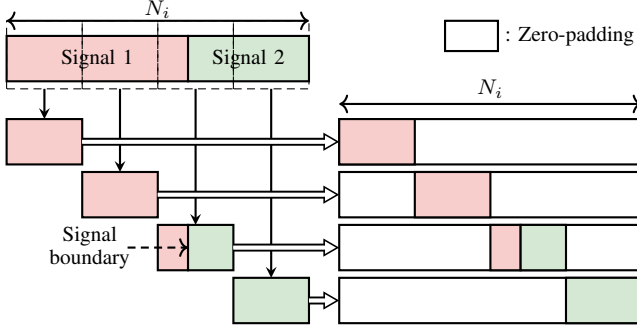 N_i
Signal 1
Signal 2
: Zero-padding
N_i
Signal
boundary